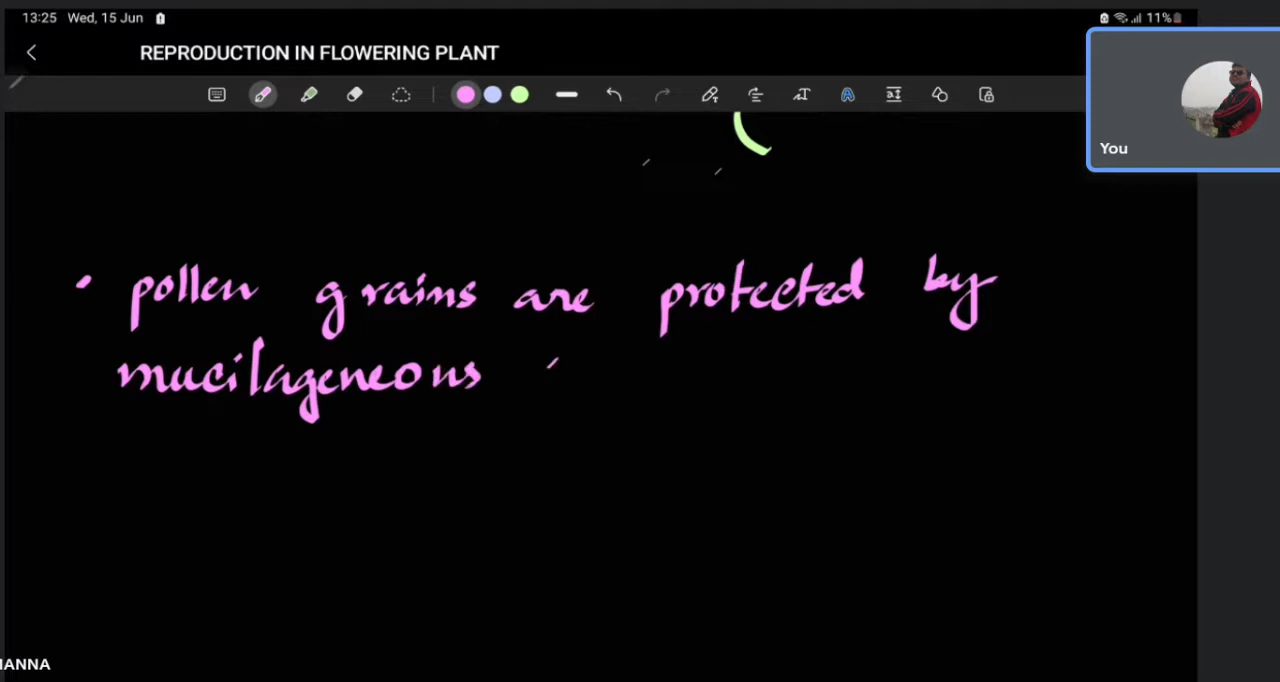 13:25 Wed, 15 Jun
11%
REPRODUCTION IN FLOWERING PLANT
You
• pollen grains are protected by
mucilageneous
IANNA